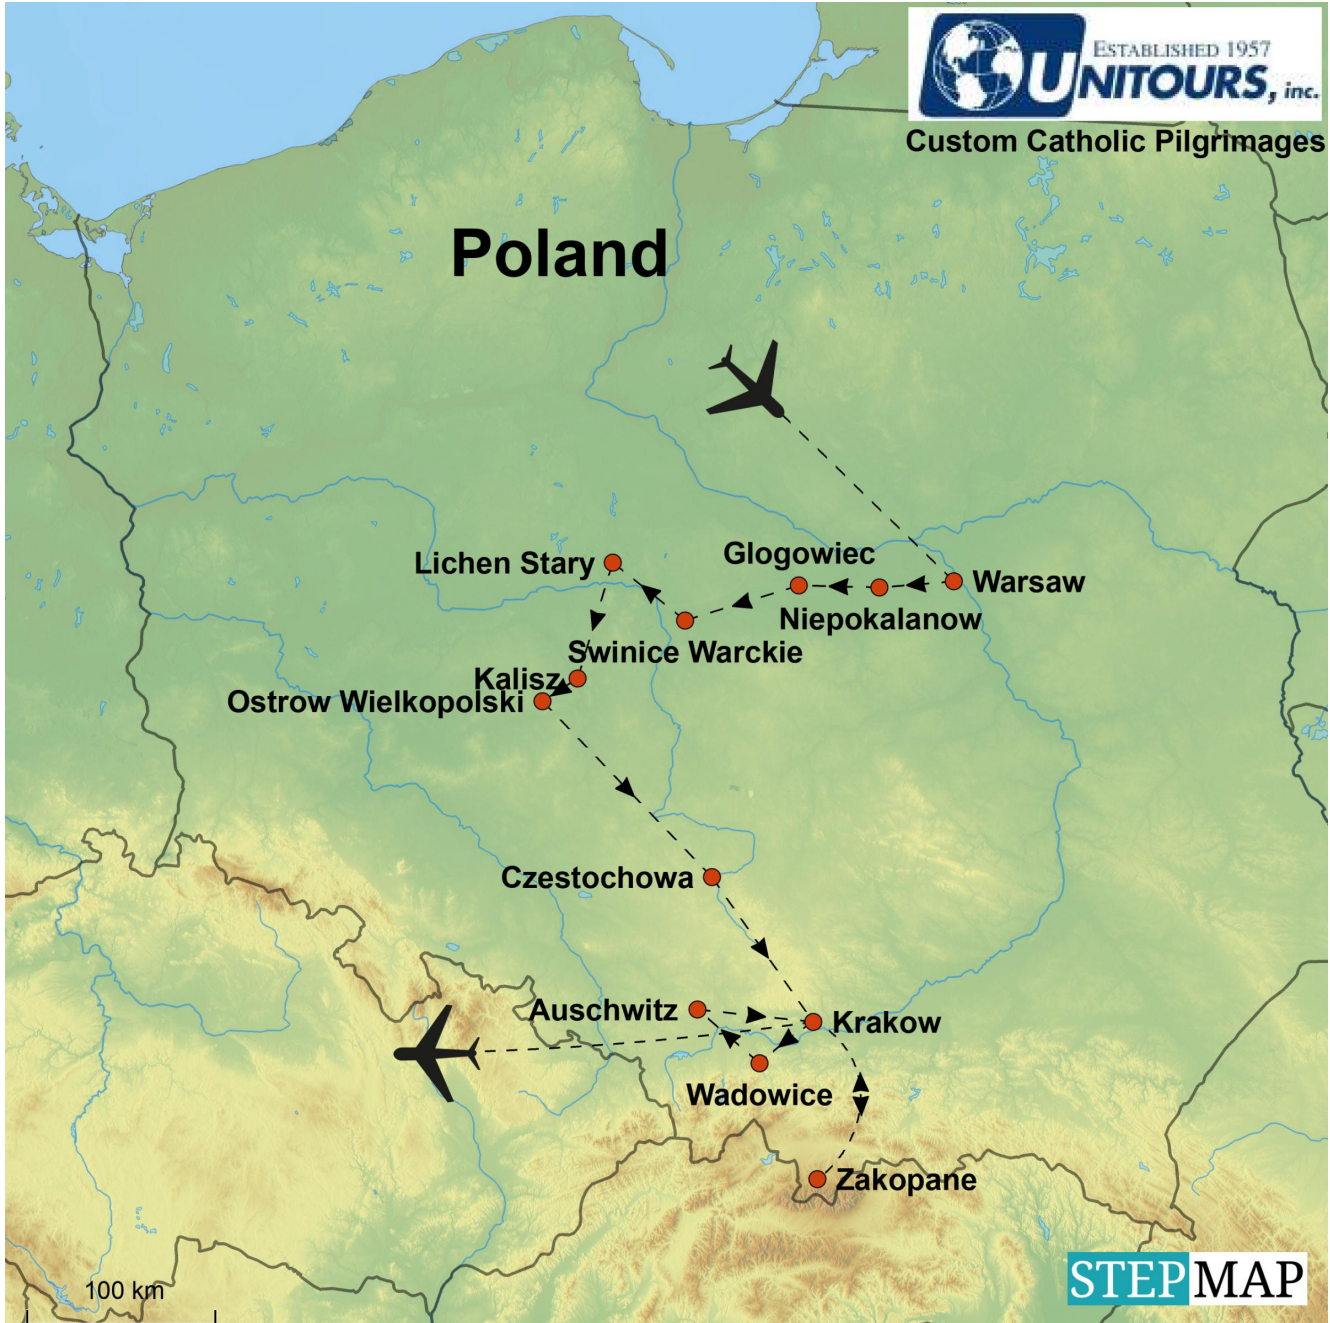 ESTABLISHED 1957
UNITOURS, inc.
Custom Catholic Pilgrimages
Poland
Glogowiec
Lichen Stary
Warsaw
Niepokalanow
Swinice Warckie
Kalisz
Ostrow Wielkopolski
Czestochowa
Auschwitz
Krakow
Wadowice
Zakopane
100 km
STEPMAP